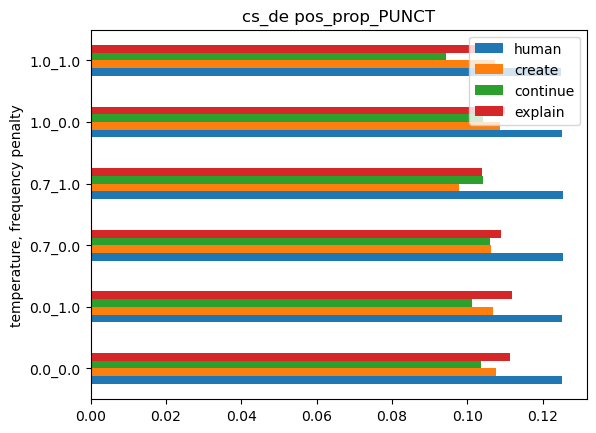 cs_de pos_prop_PUNCT
human
create
continue
explain
temperature, frequency penalty
1.0_1.0
1.0_0.0
0.7_1.0
0.7_0.0
0.0_1.0
0.0_0.0
0.00 0.02 0.04 0.06 0.08 0.10 0.12